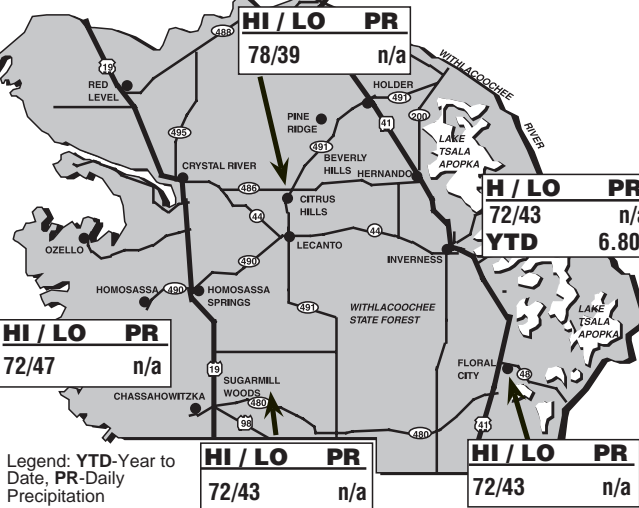 HI / LO PR
78/39 n/a
488
19
RED
LEVEL
WITHLACOOCHEE
RIVER
HOLDER
491
200
41
PINE
RIDGE
495
491
LAKE
TSALA
APOPKA
BEVERLY
HILLS
HERNANDO
CRYSTAL RIVER
486
CITRUS
HILLS
H / LO PR
72/43 n/a
YTD 6.80
44
44
LECANTO
OZELLO
INVERNESS
490
HOMOSASSA
490
HOMOSASSA
SPRINGS
491
WITHLACOOCHEE
STATE FOREST
LAKE
TSALA
APOPKA
HI / LO PR
72/47 n/a
19
FLORAL
CITY
48
SUGARMILL
WOODS
CHASSAHOWITZKA
480
98
41
480
HI / LO PR
72/43 n/a
HI / LO PR
72/43 n/a
Legend: YTD-Year to
Date, PR-Daily
Precipitation